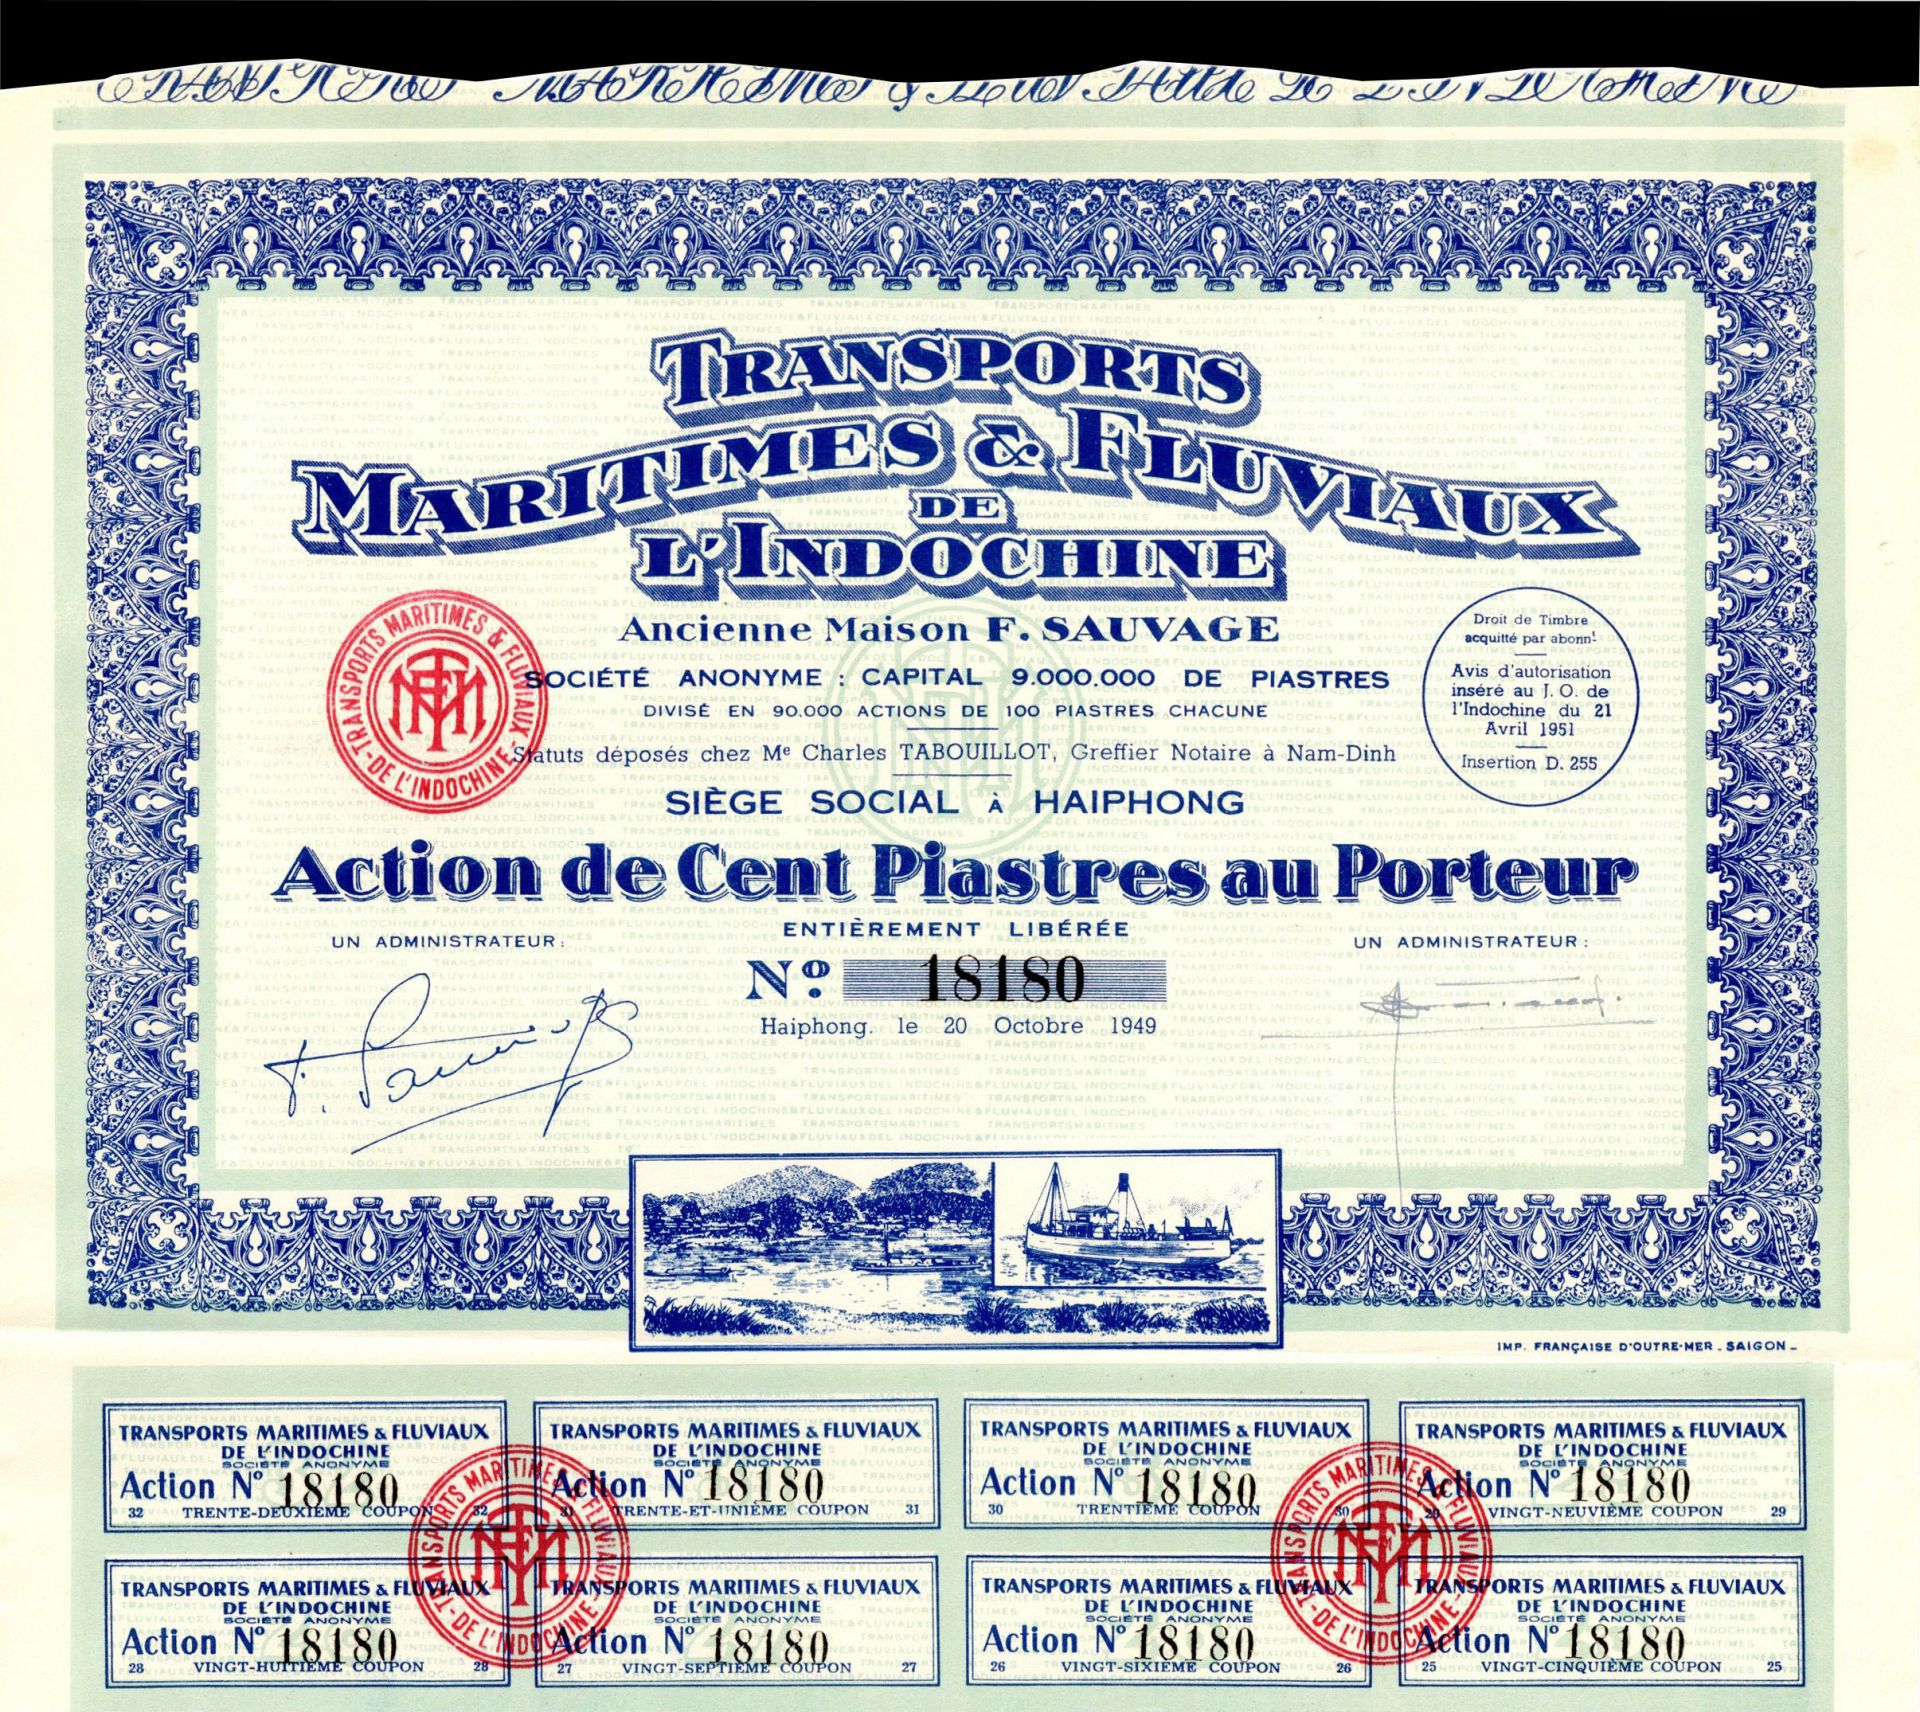 TRANSPORTS
MARITIMES & FLUVIAUX
DE
L'INDOCHINE
Ancienne Maison F. SAUVAGE
SOCIÉTÉ ANONYME : CAPITAL 9.000.000 DE PIASTRES
DIVISÉ EN 90.000 ACTIONS DE 100 PIASTRES CHACUNE
Statuts déposés chez Me Charles TABOUILLOT, Greffier Notaire à Nam-Dinh
SIÈGE SOCIAL À HAIPHONG
TRANSPORTS MARITIMES & FLUVIAUX - DE L'INDOCHINE -
Droit de Timbre
acquitté par abonnt
Avis d'autorisation
inséré au J. O. de
l'Indochine du 21
Avril 1951
Insertion D. 255
Action de Cent Piastres au Porteur
ENTIÈREMENT LIBÉRÉE
UN ADMINISTRATEUR :
UN ADMINISTRATEUR :
No 18180
Haiphong. le 20 Octobre 1949
IMP. FRANÇAISE D'OUTRE-MER - SAIGON -
TRANSPORTS MARITIMES & FLUVIAUX
DE L'INDOCHINE
SOCIÉTÉ ANONYME
Action No 18180
32 TRENTE-DEUXIÈME COUPON 32
TRANSPORTS MARITIMES & FLUVIAUX
DE L'INDOCHINE
SOCIÉTÉ ANONYME
Action No 18180
31 TRENTE-ET-UNIÈME COUPON 31
TRANSPORTS MARITIMES & FLUVIAUX
DE L'INDOCHINE
SOCIÉTÉ ANONYME
Action No 18180
30 TRENTIÈME COUPON 30
TRANSPORTS MARITIMES & FLUVIAUX
DE L'INDOCHINE
SOCIÉTÉ ANONYME
Action No 18180
29 VINGT-NEUVIÈME COUPON 29
TRANSPORTS MARITIMES & FLUVIAUX - DE L'INDOCHINE -
TRANSPORTS MARITIMES & FLUVIAUX - DE L'INDOCHINE -
TRANSPORTS MARITIMES & FLUVIAUX
DE L'INDOCHINE
SOCIÉTÉ ANONYME
Action No 18180
28 VINGT-HUITIÈME COUPON 28
TRANSPORTS MARITIMES & FLUVIAUX
DE L'INDOCHINE
SOCIÉTÉ ANONYME
Action No 18180
27 VINGT-SEPTIÈME COUPON 27
TRANSPORTS MARITIMES & FLUVIAUX
DE L'INDOCHINE
SOCIÉTÉ ANONYME
Action No 18180
26 VINGT-SIXIÈME COUPON 26
TRANSPORTS MARITIMES & FLUVIAUX
DE L'INDOCHINE
SOCIÉTÉ ANONYME
Action No 18180
25 VINGT-CINQUIÈME COUPON 25